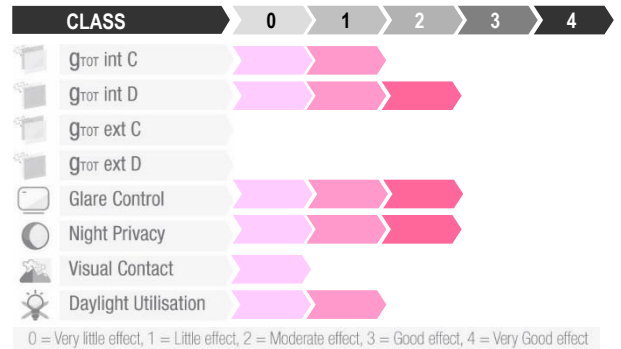 CLASS 0 1 2 3 4
gTOT int C
gTOT int D
gTOT ext C
gTOT ext D
Glare Control
Night Privacy
Visual Contact
Daylight Utilisation
0 = Very little effect, 1 = Little effect, 2 = Moderate effect, 3 = Good effect, 4 = Very Good effect